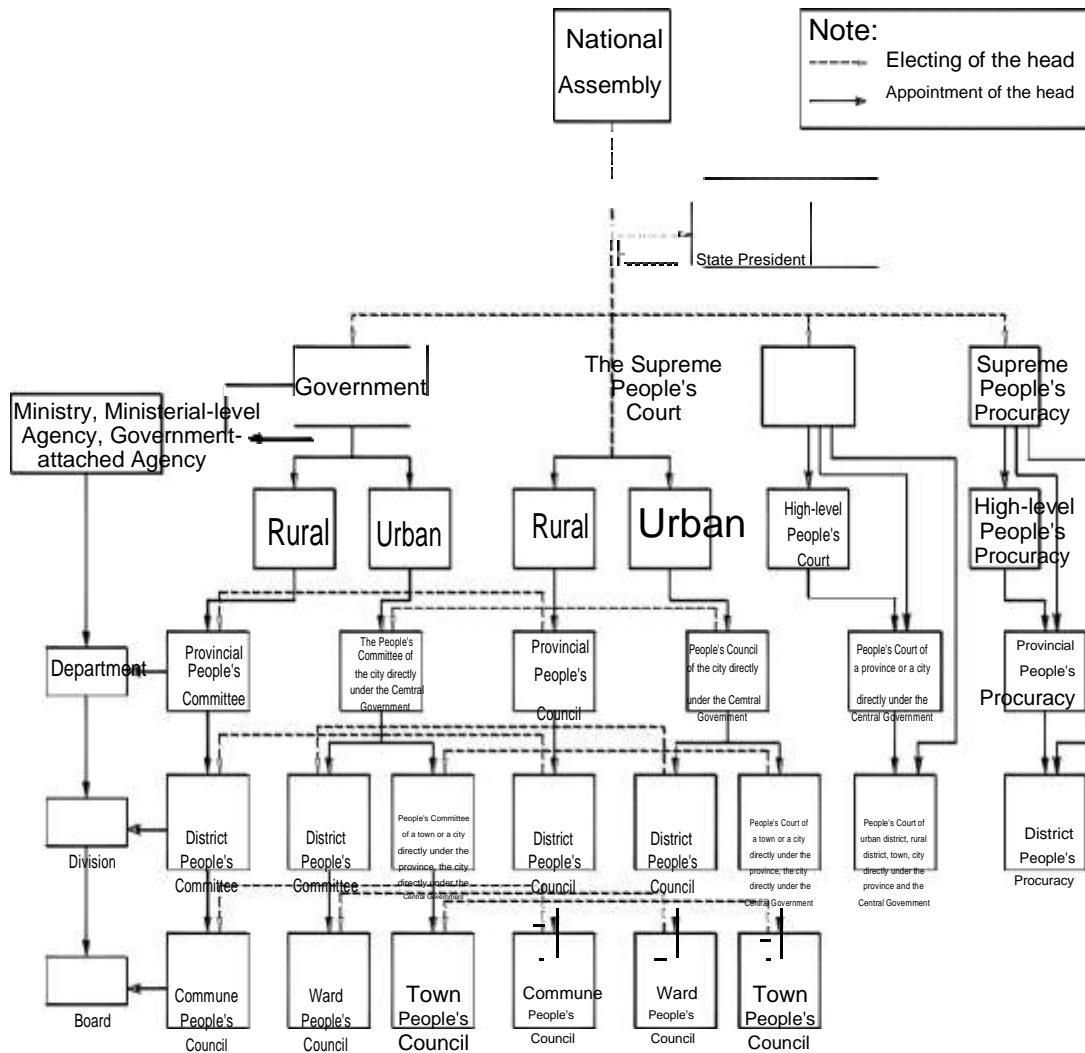 National
Assembly
Note:
Electing of the head
Appointment of the head
State President
Government
The Supreme
People's
Court
Supreme
People's
Procuracy
Ministry, Ministerial-level
Agency, Government-
attached Agency
Rural
Urban
Rural
Urban
High-level
People's
Court
High-level
People's
Procuracy
Department
Provincial
People's
Committee
The People's
Committee of
the city directly
under the Cemtral
Government
Provincial
People's
Council
People's Council
of the city directly
under the Cemtral
Government
People's Court of
a province or a city
directly under the
Central Government
Provincial
People's
Procuracy
Division
District
People's
Committee
District
People's
Committee
People's Committee
of a town or a city
directly under the
province, the city
directly under the
Central Government
District
People's
Council
District
People's
Council
People's Court of
a town or a city
directly under the
province, the city
directly under the
Central Government
People's Court of
urban district, rural
district, town, city
directly under the
province and the
Central Government
District
People's
Procuracy
Board
Commune
People's
Council
Ward
People's
Council
Town
People's
Council
Commune
People's
Council
Ward
People's
Council
Town
People's
Council